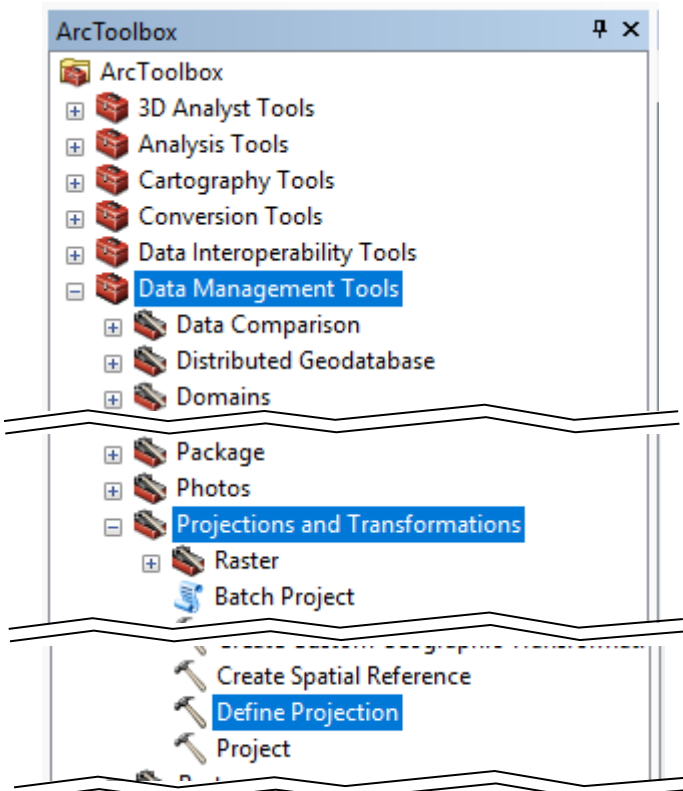 ArcToolbox
ArcToolbox
3D Analyst Tools
Analysis Tools
Cartography Tools
Conversion Tools
Data Interoperability Tools
Data Management Tools
Data Comparison
Distributed Geodatabase
Domains
Package
Photos
Projections and Transformations
Raster
Batch Project
Create Spatial Reference
Define Projection
Project